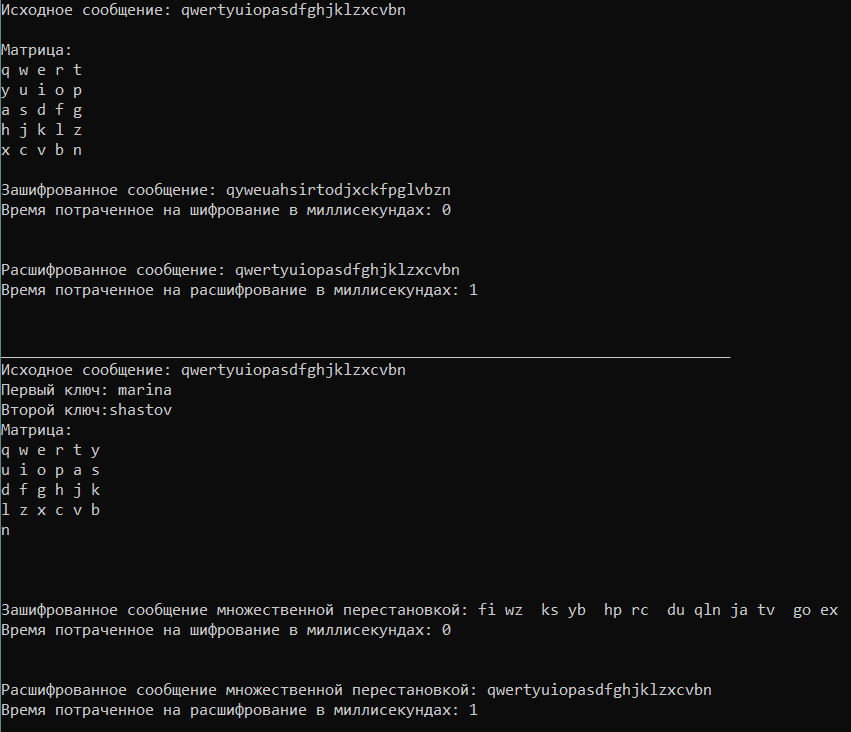 Исходное сообщение: qwertyuiopasdfghjklzxcvbn
Матрица:
q w e r t
y u i o p
a s d f g
h j k l z
x c v b n
Зашифрованное сообщение: qyweuahsirtodjxckfpglvbzn
Время потраченное на шифрование в миллисекундах: 0
Расшифрованное сообщение: qwertyuiopasdfghjklzxcvbn
Время потраченное на расшифрование в миллисекундах: 1
Исходное сообщение: qwertyuiopasdfghjklzxcvbn
Первый ключ: marina
Второй ключ:shastov
Матрица:
q w e r t y
u i o p a s
d f g h j k
l z x c v b
n
Зашифрованное сообщение множественной перестановкой: fi wz  ks yb  hp rc  du qln ja tv  go ex
Время потраченное на шифрование в миллисекундах: 0
Расшифрованное сообщение множественной перестановкой: qwertyuiopasdfghjklzxcvbn
Время потраченное на расшифрование в миллисекундах: 1